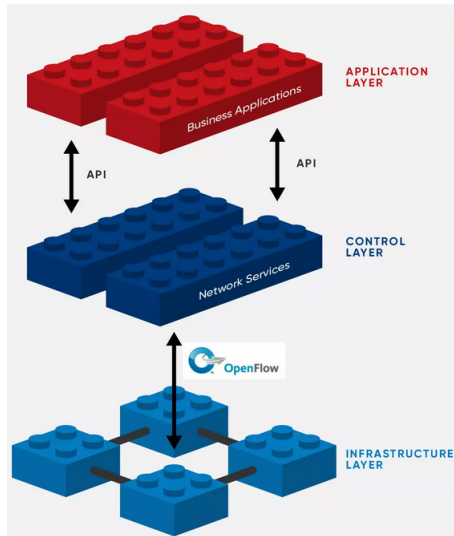 APPLICATION
LAYER
Business Applications
API
API
CONTROL
LAYER
Network Services
OpenFlow
INFRASTRUCTURE
LAYER